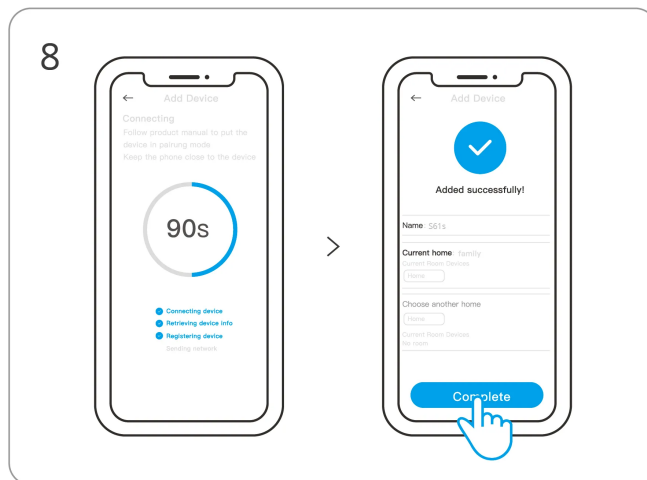 8
Add Device
Connecting
Follow product manual to put the
device in pairung mods
Keep the phone close to the device
90s
Connecting device
Retrieving device info
Registering device
Sending network
>
Add Device
Added successfully!
Name S61s
Current home family
Current Room-Devices
Home
Choose another home
Home
Current Room-Devices
No room
Complete